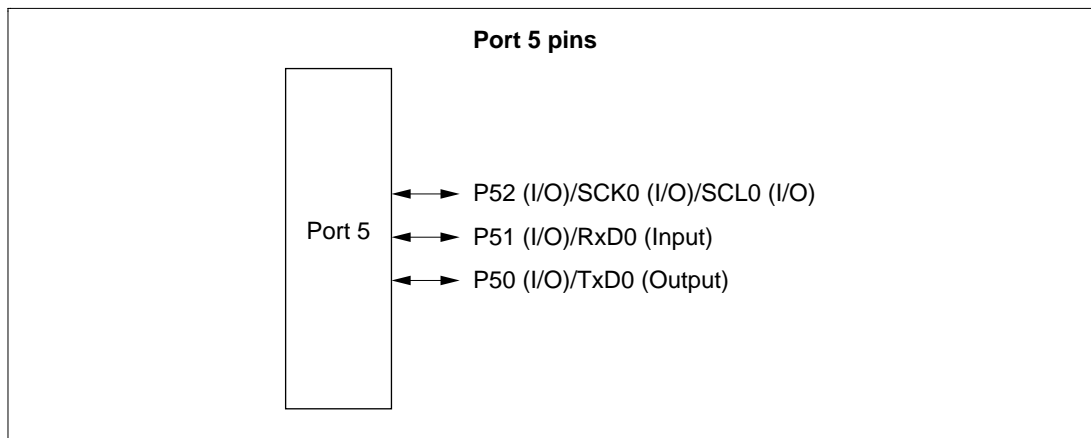 Port 5 pins
P52 (I/O)/SCK0 (I/O)/SCL0 (I/O)
Port 5
P51 (I/O)/RxD0 (Input)
P50 (I/O)/TxD0 (Output)